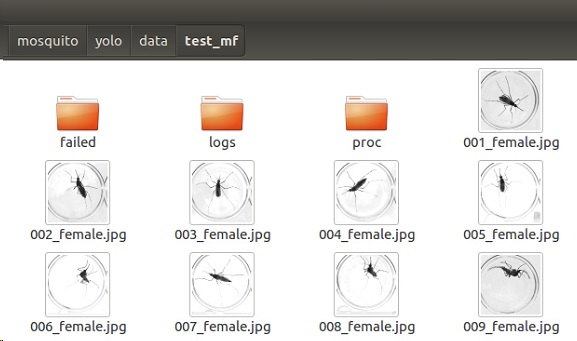 mosquito yolo data test_mf
failed logs proc 001_female.jpg
002_female.jpg 003_female.jpg 004_female.jpg 005_female.jpg
006_female.jpg 007_female.jpg 008_female.jpg 009_female.jpg